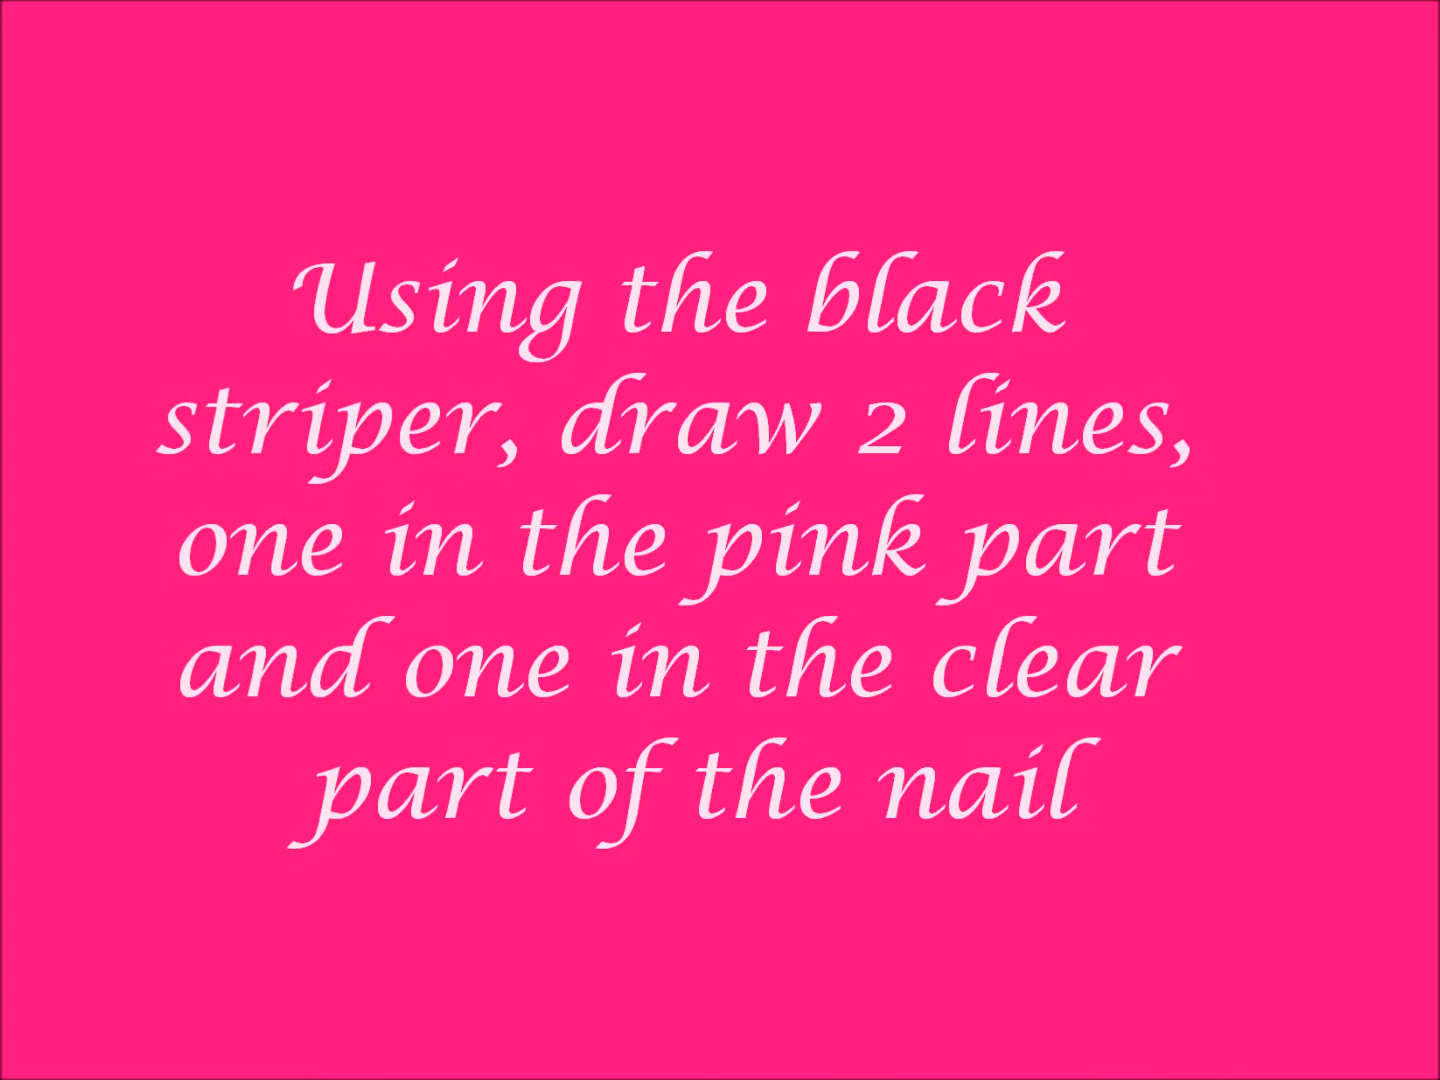 Using the black
striper, draw 2 lines,
one in the pink part
and one in the clear
part of the nail